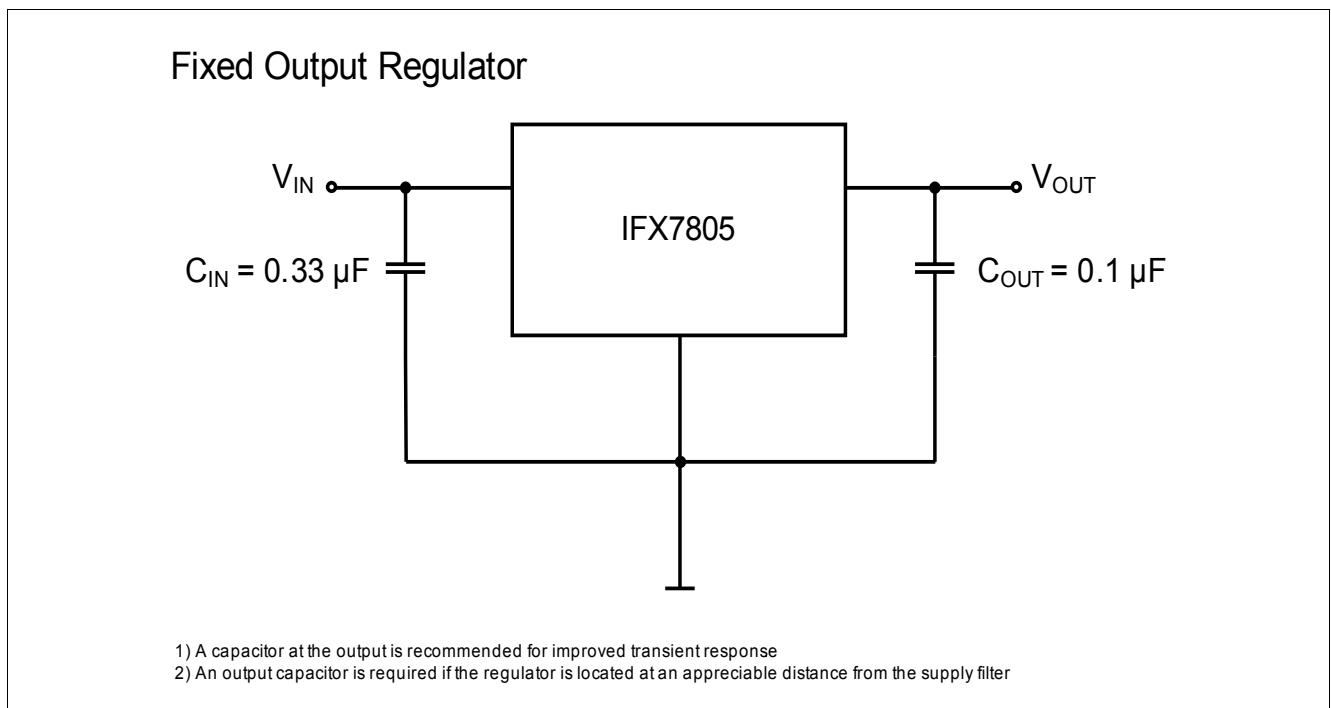 Fixed Output Regulator
VIN
VOUT
IFX7805
CIN = 0.33 µF
COUT = 0.1 µF
1) A capacitor at the output is recommended for improved transient response
2) An output capacitor is required if the regulator is located at an appreciable distance from the supply filter